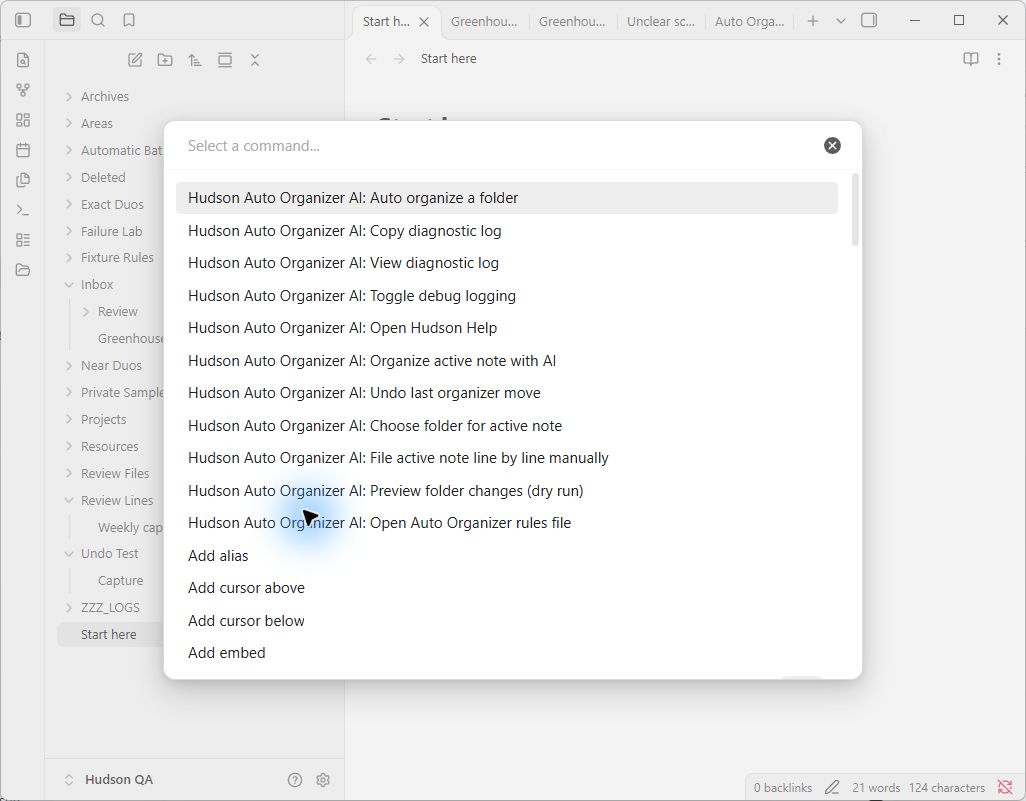 Start h...
Greenhou...
Greenhou...
Unclear sc...
Auto Orga...
Start here
Archives
Areas
Automatic Bat
Deleted
Exact Duos
Failure Lab
Fixture Rules
Inbox
Review
Greenhouse
Near Duos
Private Sample
Projects
Resources
Review Files
Review Lines
Weekly cap
Undo Test
Capture
ZZZ_LOGS
Start here
Select a command...
Hudson Auto Organizer AI: Auto organize a folder
Hudson Auto Organizer AI: Copy diagnostic log
Hudson Auto Organizer AI: View diagnostic log
Hudson Auto Organizer AI: Toggle debug logging
Hudson Auto Organizer AI: Open Hudson Help
Hudson Auto Organizer AI: Organize active note with AI
Hudson Auto Organizer AI: Undo last organizer move
Hudson Auto Organizer AI: Choose folder for active note
Hudson Auto Organizer AI: File active note line by line manually
Hudson Auto Organizer AI: Preview folder changes (dry run)
Hudson Auto Organizer AI: Open Auto Organizer rules file
Add alias
Add cursor above
Add cursor below
Add embed
Hudson QA
0 backlinks
21 words
124 characters